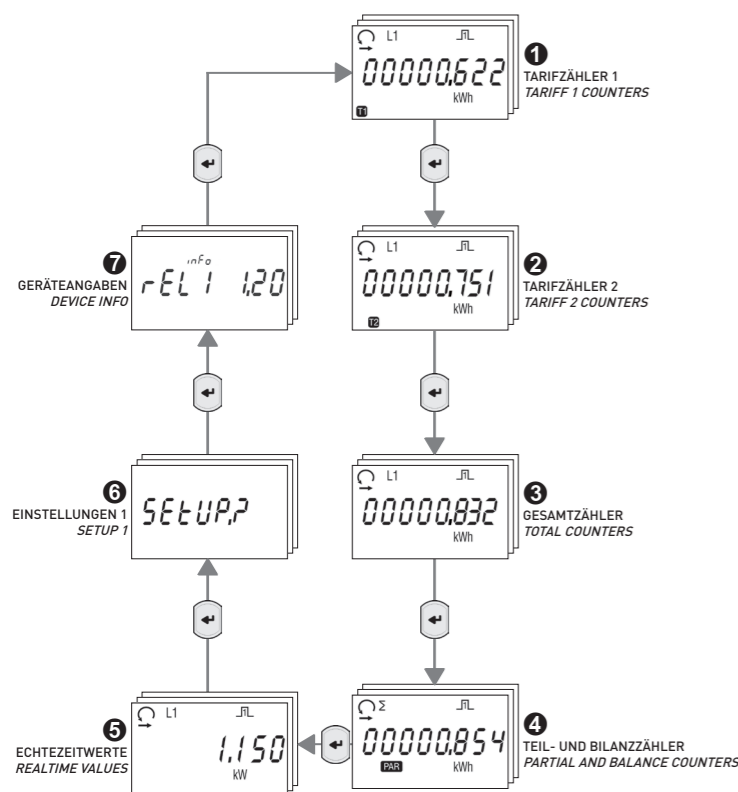 L1
00000,622
kWh
T1
1
TARIFZÄHLER 1
TARIFF 1 COUNTERS
L1
00000,751
kWh
T2
2
TARIFZÄHLER 2
TARIFF 2 COUNTERS
L1
00000,832
kWh
3
GESAMTZÄHLER
TOTAL COUNTERS
Σ
00000,854
PAR kWh
4
TEIL- UND BILANZZÄHLER
PARTIAL AND BALANCE COUNTERS
L1
1.150
kW
5
ECHTEZEITWERTE
REALTIME VALUES
SEtUP,?
6
EINSTELLUNGEN 1
SETUP 1
inFo
rEL 1 1,20
7
GERÄTEANGABEN
DEVICE INFO